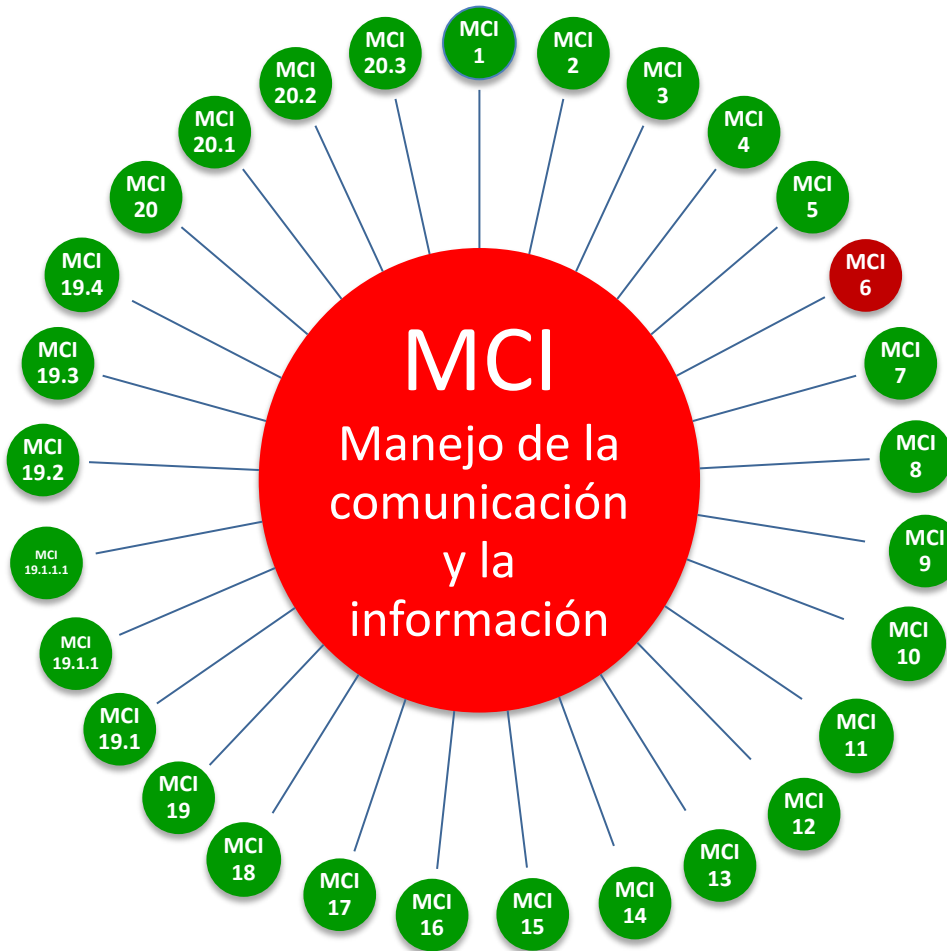 MCI
Manejo de la
comunicación
y la
información
MCI
1
MCI
2
MCI
3
MCI
4
MCI
5
MCI
6
MCI
7
MCI
8
MCI
9
MCI
10
MCI
11
MCI
12
MCI
13
MCI
14
MCI
15
MCI
16
MCI
17
MCI
18
MCI
19
MCI
19.1
MCI
19.1.1
MCI
19.1.1.1
MCI
19.2
MCI
19.3
MCI
19.4
MCI
20
MCI
20.1
MCI
20.2
MCI
20.3